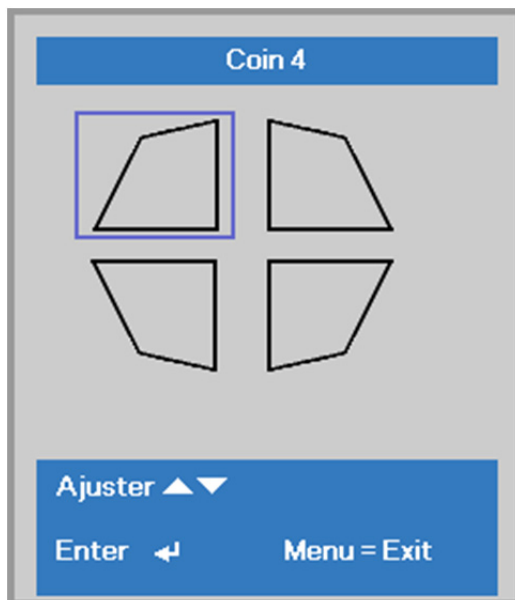 Coin 4
Ajuster ▲▼
Enter ↵ Menu = Exit